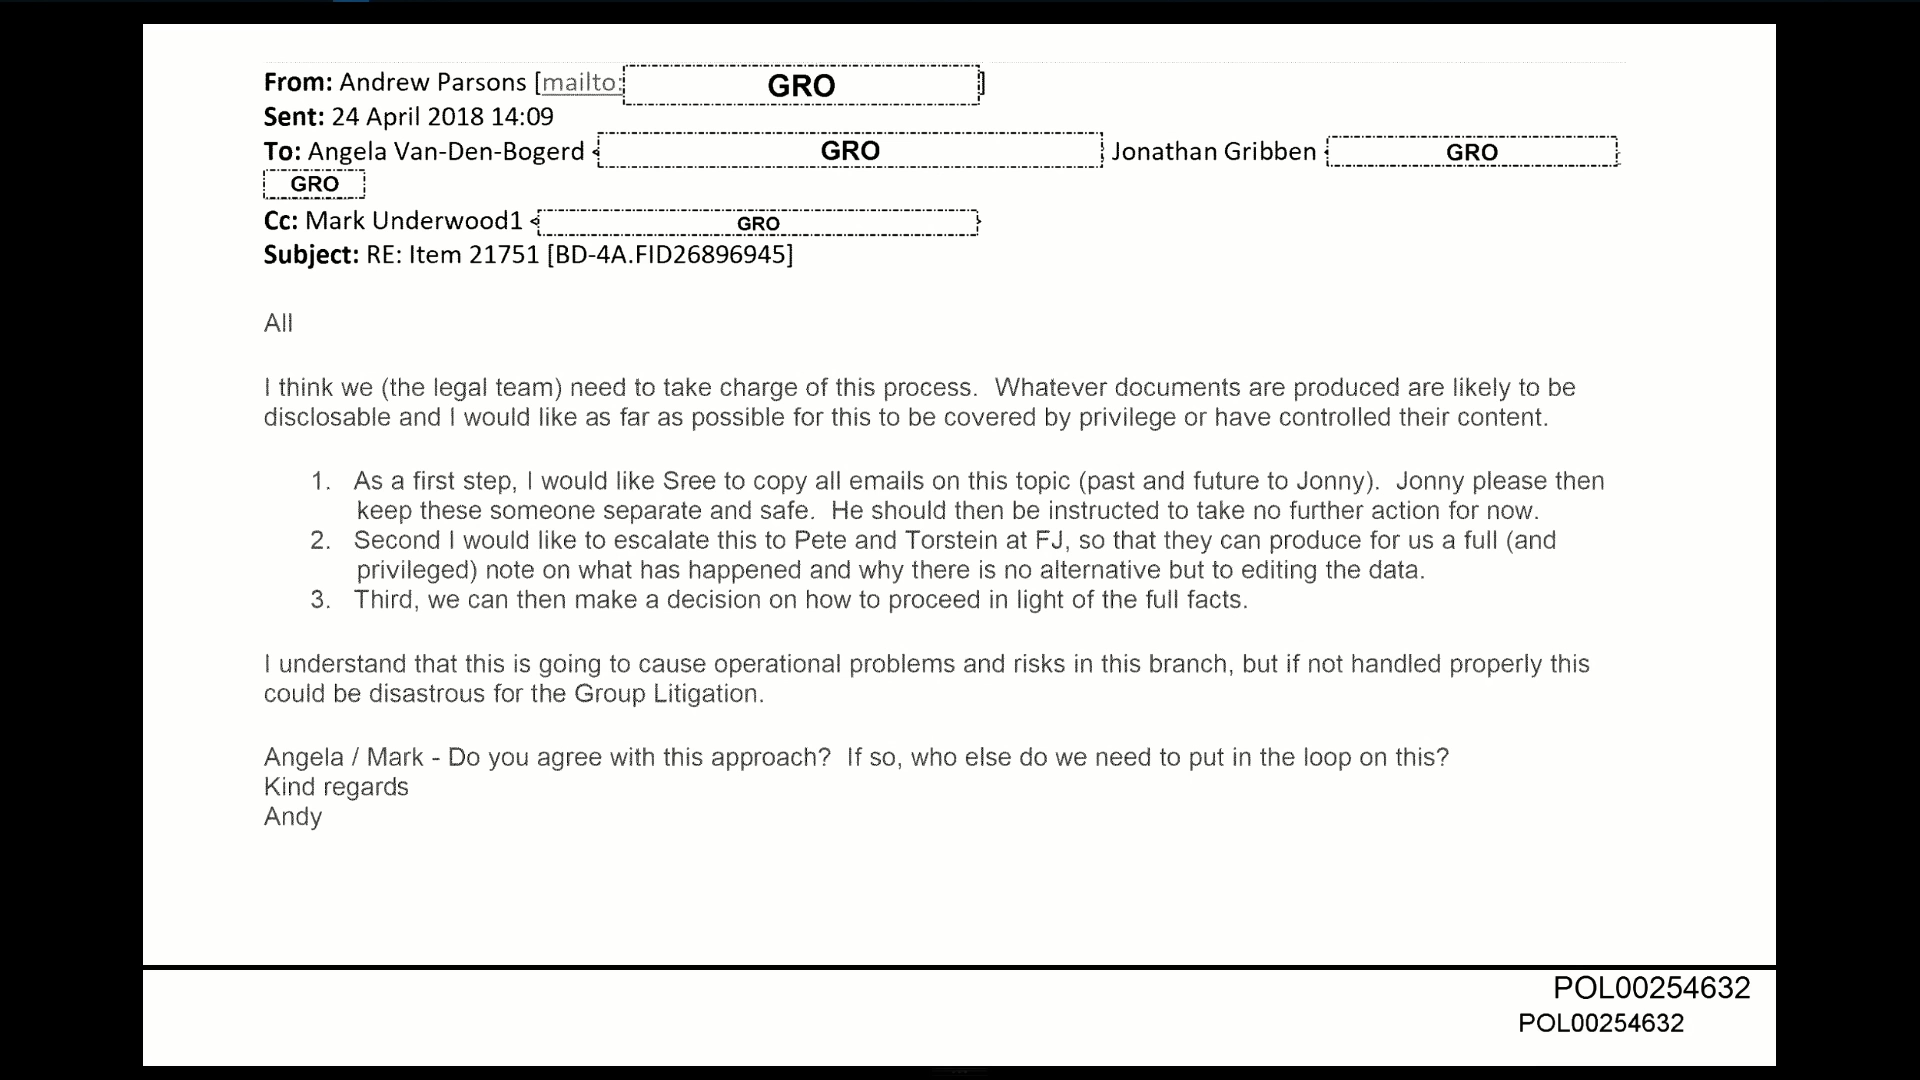 From: Andrew Parsons [mailto: GRO ]
Sent: 24 April 2018 14:09
To: Angela Van-Den-Bogerd < GRO Jonathan Gribben < GRO
GRO
Cc: Mark Underwood1 < GRO >
Subject: RE: Item 21751 [BD-4A.FID26896945]
All
I think we (the legal team) need to take charge of this process. Whatever documents are produced are likely to be
disclosable and I would like as far as possible for this to be covered by privilege or have controlled their content.
1. As a first step, I would like Sree to copy all emails on this topic (past and future to Jonny). Jonny please then
keep these someone separate and safe. He should then be instructed to take no further action for now.
2. Second I would like to escalate this to Pete and Torstein at FJ, so that they can produce for us a full (and
privileged) note on what has happened and why there is no alternative but to editing the data.
3. Third, we can then make a decision on how to proceed in light of the full facts.
I understand that this is going to cause operational problems and risks in this branch, but if not handled properly this
could be disastrous for the Group Litigation.
Angela / Mark - Do you agree with this approach? If so, who else do we need to put in the loop on this?
Kind regards
Andy
POL00254632
POL00254632